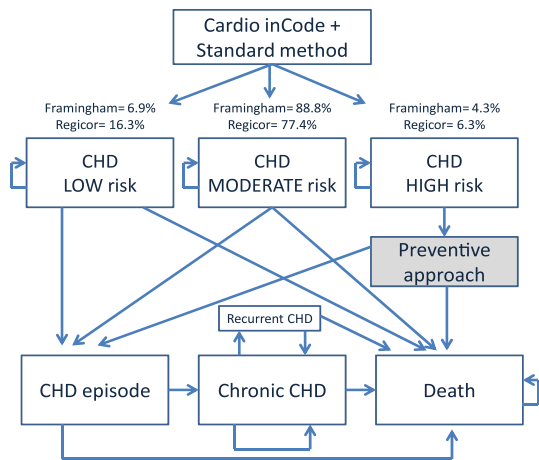 Cardio inCode +
Standard method
Framingham= 6.9%
Regicor= 16.3%
Framingham= 88.8%
Regicor= 77.4%
Framingham= 4.3%
Regicor= 6.3%
CHD
LOW risk
CHD
MODERATE risk
CHD
HIGH risk
Preventive
approach
Recurrent CHD
CHD episode
Chronic CHD
Death